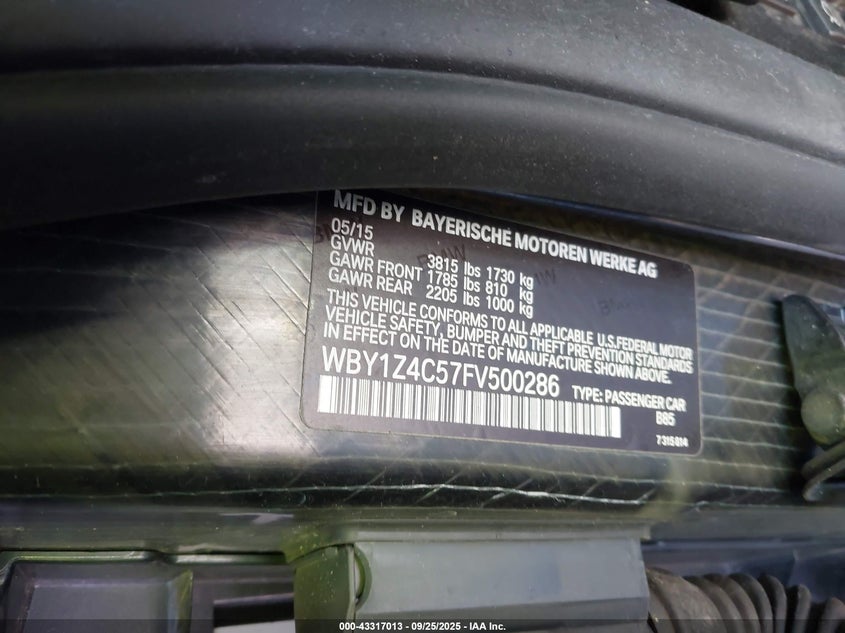 MFD BY BAYERISCHE MOTOREN WERKE AG
05/15
GVWR 3815 lbs 1730 kg
GAWR FRONT 1785 lbs 810 kg
GAWR REAR 2205 lbs 1000 kg
THIS VEHICLE CONFORMS TO ALL APPLICABLE U.S.FEDERAL MOTOR
VEHICLE SAFETY, BUMPER AND THEFT PREVENTION STANDARDS
IN EFFECT ON THE DATE OF MANUFACTURE SHOWN ABOVE.
WBY1Z4C57FV500286
TYPE: PASSENGER CAR
B85
7315814
000-43317013 - 09/25/2025 - IAA Inc.